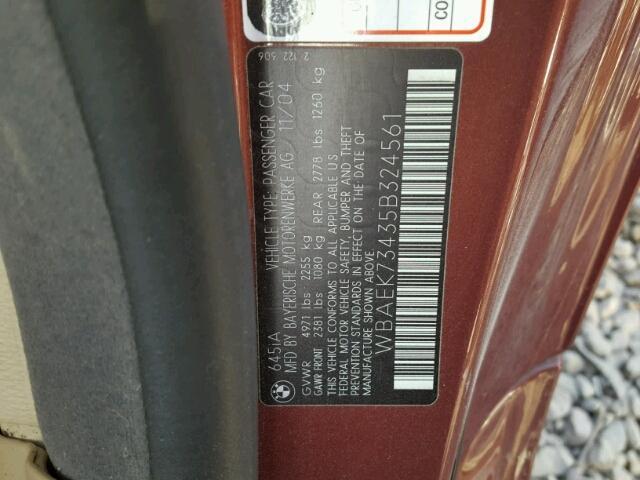 645IA VEHICLE TYPE: PASSENGER CAR
MFD BY BAYERISCHE MOTORENWERKE AG 11/04
GVWR 4971 lbs 2255 kg
GAWR FRONT 2381 lbs 1080 kg REAR 2778 lbs 1260 kg
THIS VEHICLE CONFORMS TO ALL APPLICABLE US
FEDERAL MOTOR VEHICLE SAFETY, BUMPER AND THEFT
PREVENTION STANDARDS IN EFFECT ON THE DATE OF
MANUFACTURE SHOWN ABOVE.
WBAEK73435B324561
2 122 506
CO